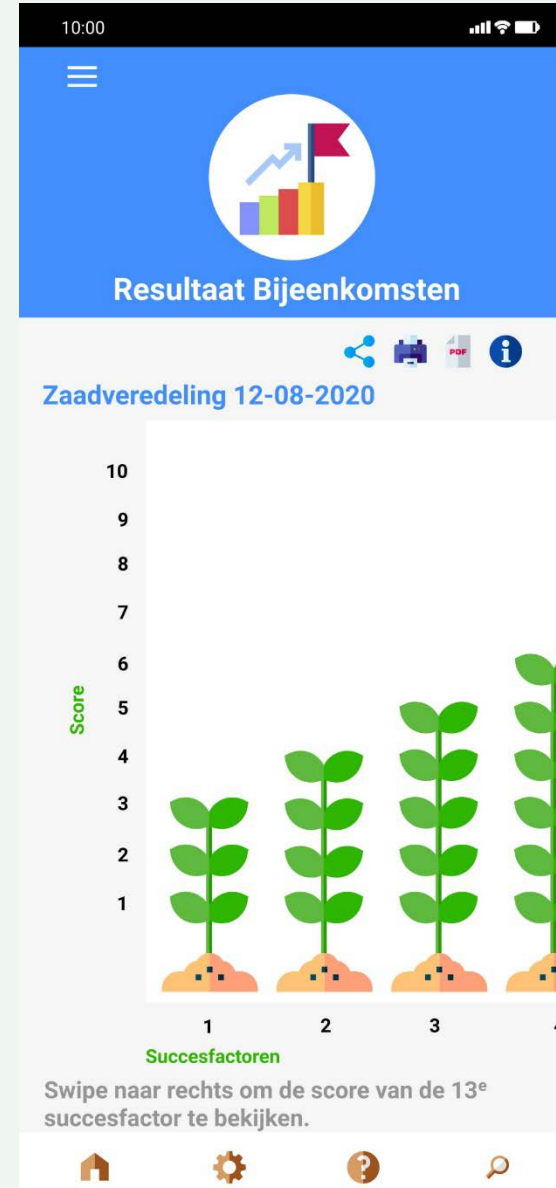 10:00
Resultaat Bijeenkomsten
PDF
Zaadveredeling 12-08-2020
10
9
8
7
6
5
4
3
2
1
Score
1 2 3
Succesfactoren
Swipe naar rechts om de score van de 13e
succesfactor te bekijken.
?